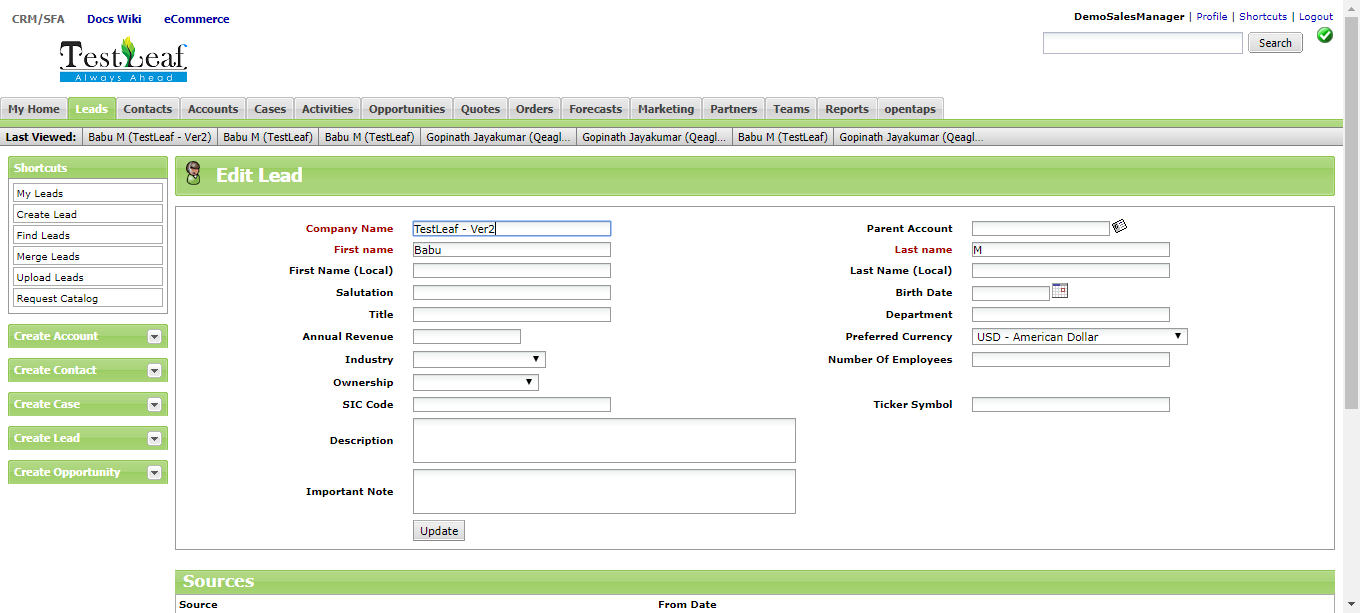 CRM/SFA Docs Wiki eCommerce
DemoSalesManager | Profile | Shortcuts | Logout
TestLeaf
Always Ahead
Search
My Home Leads Contacts Accounts Cases Activities Opportunities Quotes Orders Forecasts Marketing Partners Teams Reports opentaps
Last Viewed: Babu M (TestLeaf - Ver2) Babu M (TestLeaf) Babu M (TestLeaf) Gopinath Jayakumar (Qeagl... Gopinath Jayakumar (Qeagl... Babu M (TestLeaf) Gopinath Jayakumar (Qeagl...
Shortcuts
My Leads
Create Lead
Find Leads
Merge Leads
Upload Leads
Request Catalog
Create Account
Create Contact
Create Case
Create Lead
Create Opportunity
Edit Lead
Company Name TestLeaf - Ver2 Parent Account
First name Babu Last name M
First Name (Local) Last Name (Local)
Salutation Birth Date
Title Department
Annual Revenue Preferred Currency USD - American Dollar
Industry Number Of Employees
Ownership
SIC Code Ticker Symbol
Description
Important Note
Update
Sources
Source From Date